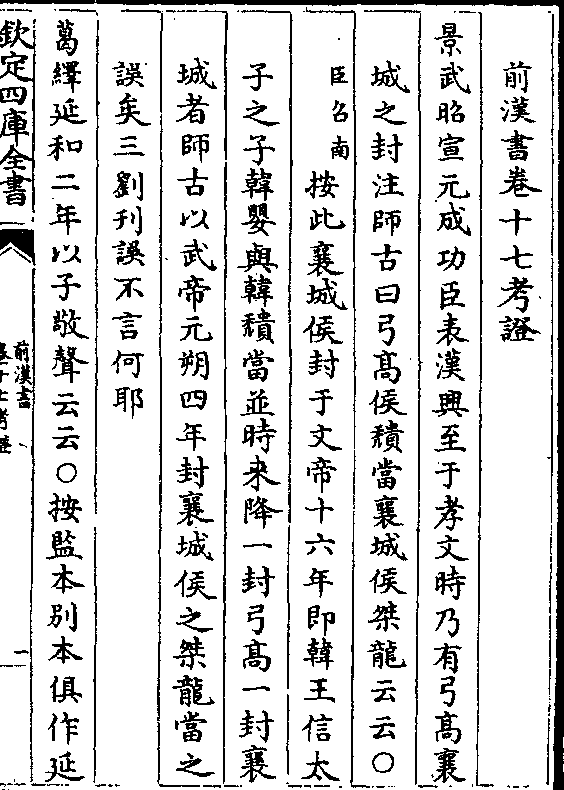 前漢書卷十七考證
景武昭宣元成功臣表漢興至于孝文時乃有弓高襄
城之封注師古曰弓高侯穨當襄城侯桀龍云云○
臣召南按此襄城侯封于文帝十六年即韓王信太
子之子韓嬰與韓穨當並時来降一封弓高一封襄
城者師古以武帝元朔四年封襄城侯之桀龍當之
誤矣三劉刊誤不言何耶
葛繹延和二年以子敬聲云云○按監本別本俱作延
欽定四庫全書
前漢書
卷十七考證
一